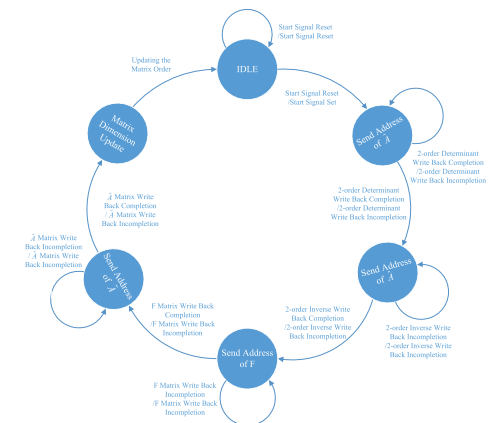 Start Signal Reset
/Start Signal Reset
Updating the
Matrix Order
IDLE
Start Signal Reset
/Start Signal Set
Matrix
Dimension
Update
Send Address
of Â
2-order Determinant
Write Back Completion
/2-order Determinant
Write Back Incompletion
2-order Determinant
Write Back Completion
/2-order Determinant
Write Back Incompletion
Matrix Write
Back Completion
/ Matrix Write
Back Incompletion
Matrix Write
Back Incompletion
/ Matrix Write
Back Incompletion
Send Address
of
Send Address
of
2-order Inverse Write
Back Completion
/2-order Inverse Write
Back Incompletion
2-order Inverse Write
Back Incompletion
/2-order Inverse Write
Back Incompletion
F Matrix Write Back
Completion
/F Matrix Write Back
Incompletion
Send Address
of F
F Matrix Write Back
Incompletion
/F Matrix Write Back
Incompletion